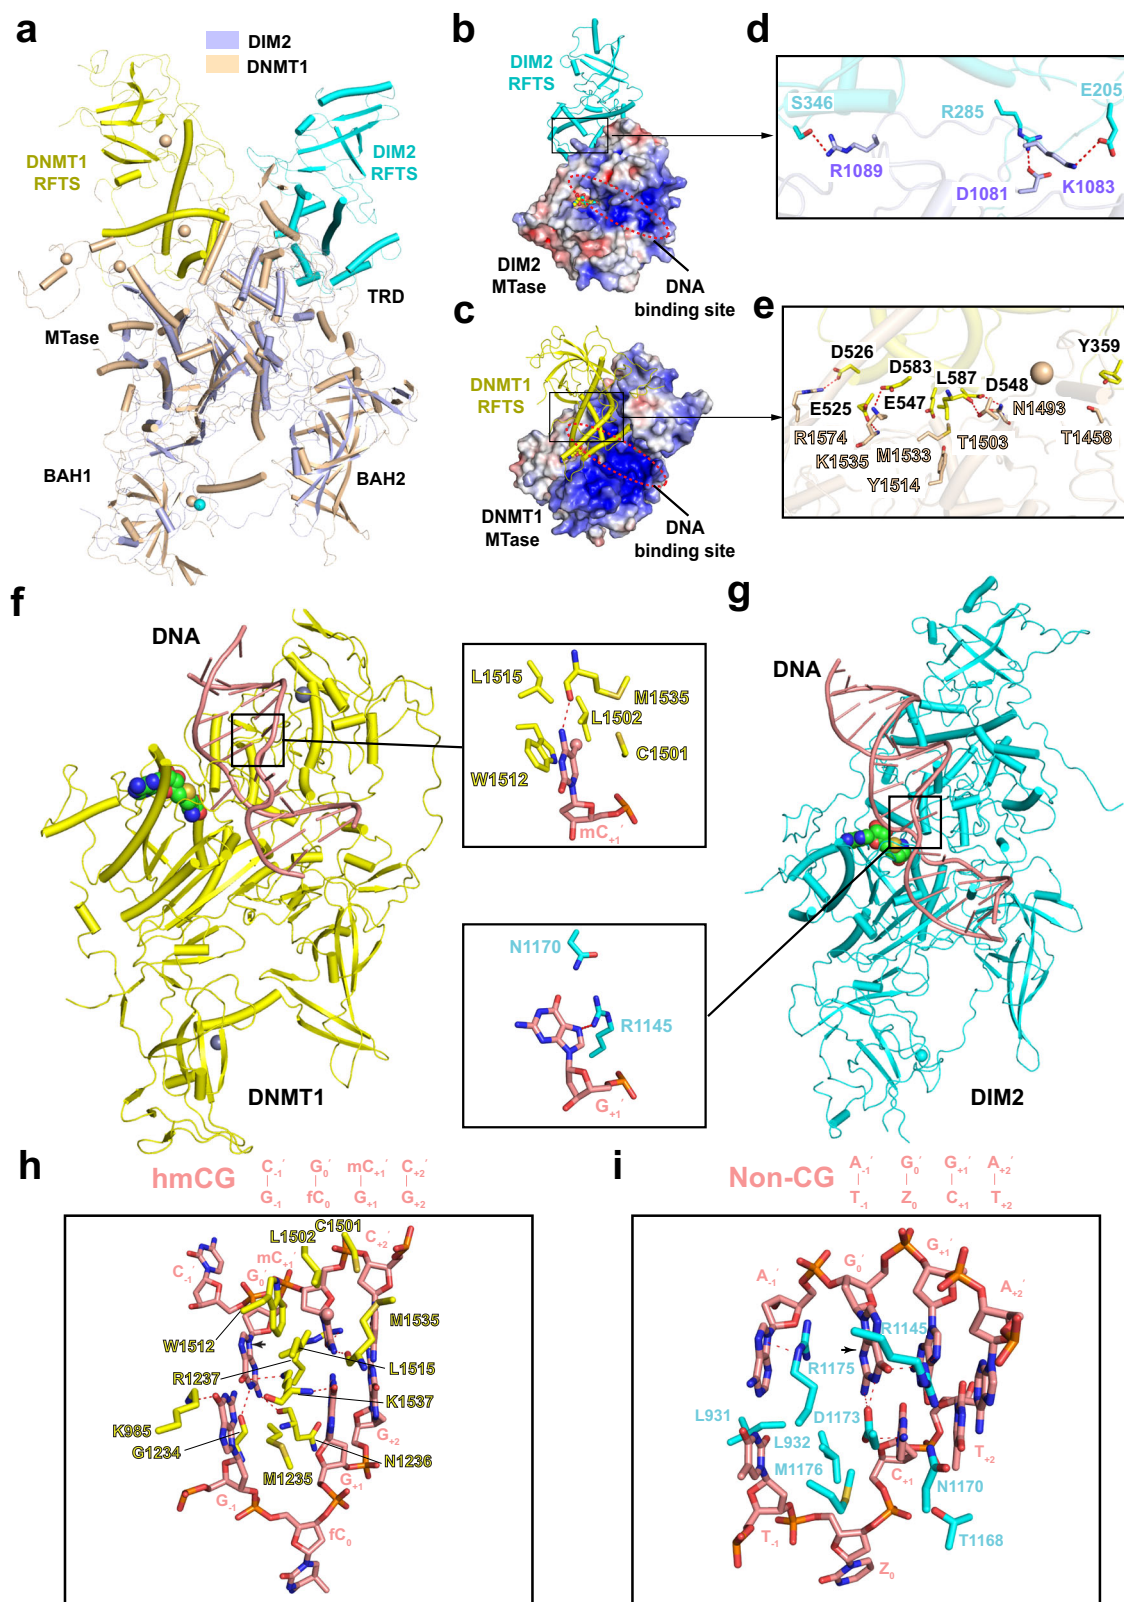 a
DIM2
DNMT1
DNMT1
RFTS
DIM2
RFTS
TRD
MTase
BAH1
BAH2
b
DIM2
RFTS
DIM2
MTase
DNA
binding site
c
DNMT1
RFTS
DNMT1
MTase
DNA
binding site
d
S346
R285
E205
R1089
D1081
K1083
e
D526
D583
L587
Y359
E525
E547
D548
N1493
R1574
K1535
M1533
T1503
T1458
Y1514
f
DNA
DNMT1
L1515
M1535
L1502
C1501
W1512
mC+1′
N1170
R1145
G+1′
g
DNA
DIM2
h
hmCG
C-1′ G0′ mC+1′ C+2′
G-1 fC0 G+1 G+2
C1501
L1502
mC+1′
C+2′
C-1′
G0′
M1535
W1512
L1515
R1237
K1537
K985
G1234
G+2
N1236
M1235
G+1
G-1
fC0
i
Non-CG
A-1′ G0′ G+1′ A+2′
T-1 Z0 C+1 T+2
G+1′
G0′
A-1′
A+2′
R1145
R1175
L931
D1173
L932
M1176
C+1
T+2
N1170
T-1
T1168
Z0